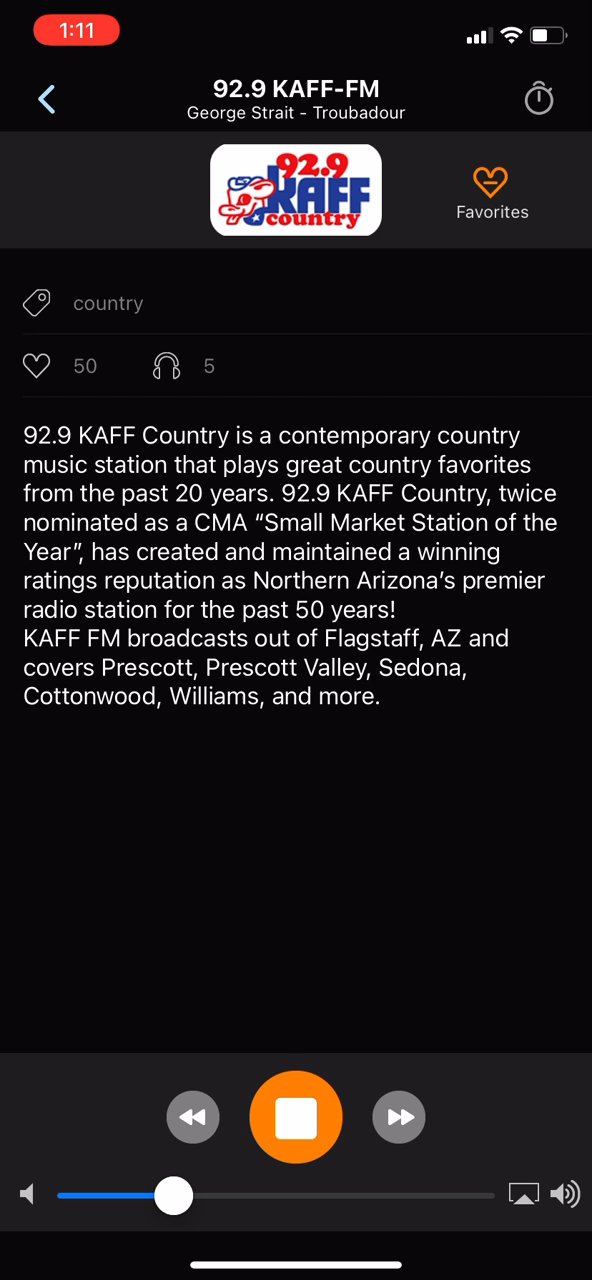 1:11
92.9 KAFF-FM
George Strait - Troubadour
92.9
KAFF
country
Favorites
country
50 5
92.9 KAFF Country is a contemporary country
music station that plays great country favorites
from the past 20 years. 92.9 KAFF Country, twice
nominated as a CMA “Small Market Station of the
Year”, has created and maintained a winning
ratings reputation as Northern Arizona’s premier
radio station for the past 50 years!
KAFF FM broadcasts out of Flagstaff, AZ and
covers Prescott, Prescott Valley, Sedona,
Cottonwood, Williams, and more.